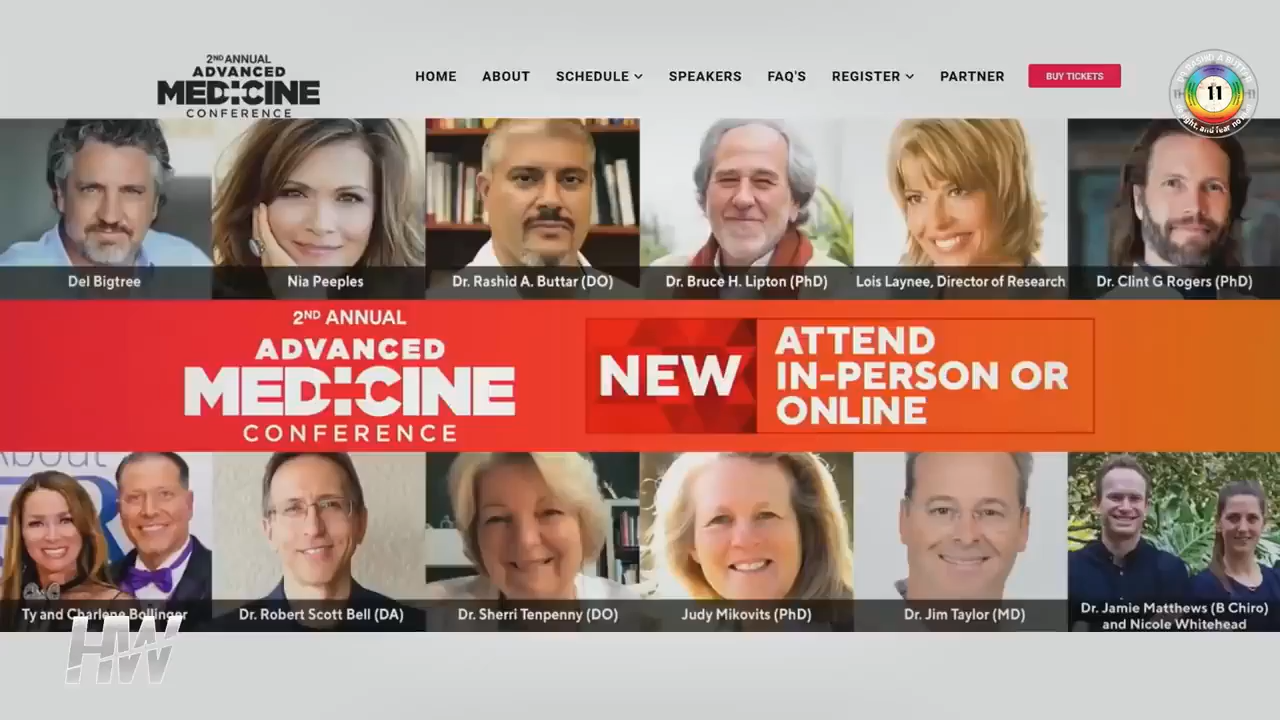 2ND ANNUAL
ADVANCED
MEDICINE
CONFERENCE
HOME ABOUT SCHEDULE SPEAKERS FAQ'S REGISTER PARTNER BUY TICKETS
11
Del Bigtree
Nia Peeples
Dr. Rashid A. Buttar (DO)
Dr. Bruce H. Lipton (PhD)
Lois Laynee, Director of Research
Dr. Clint G Rogers (PhD)
2ND ANNUAL
ADVANCED
MEDICINE
CONFERENCE
NEW
ATTEND
IN-PERSON OR
ONLINE
About
Ty and Charlene Bollinger
Dr. Robert Scott Bell (DA)
Dr. Sherri Tenpenny (DO)
Judy Mikovits (PhD)
Dr. Jim Taylor (MD)
Dr. Jamie Matthews (B Chiro)
and Nicole Whitehead
HW